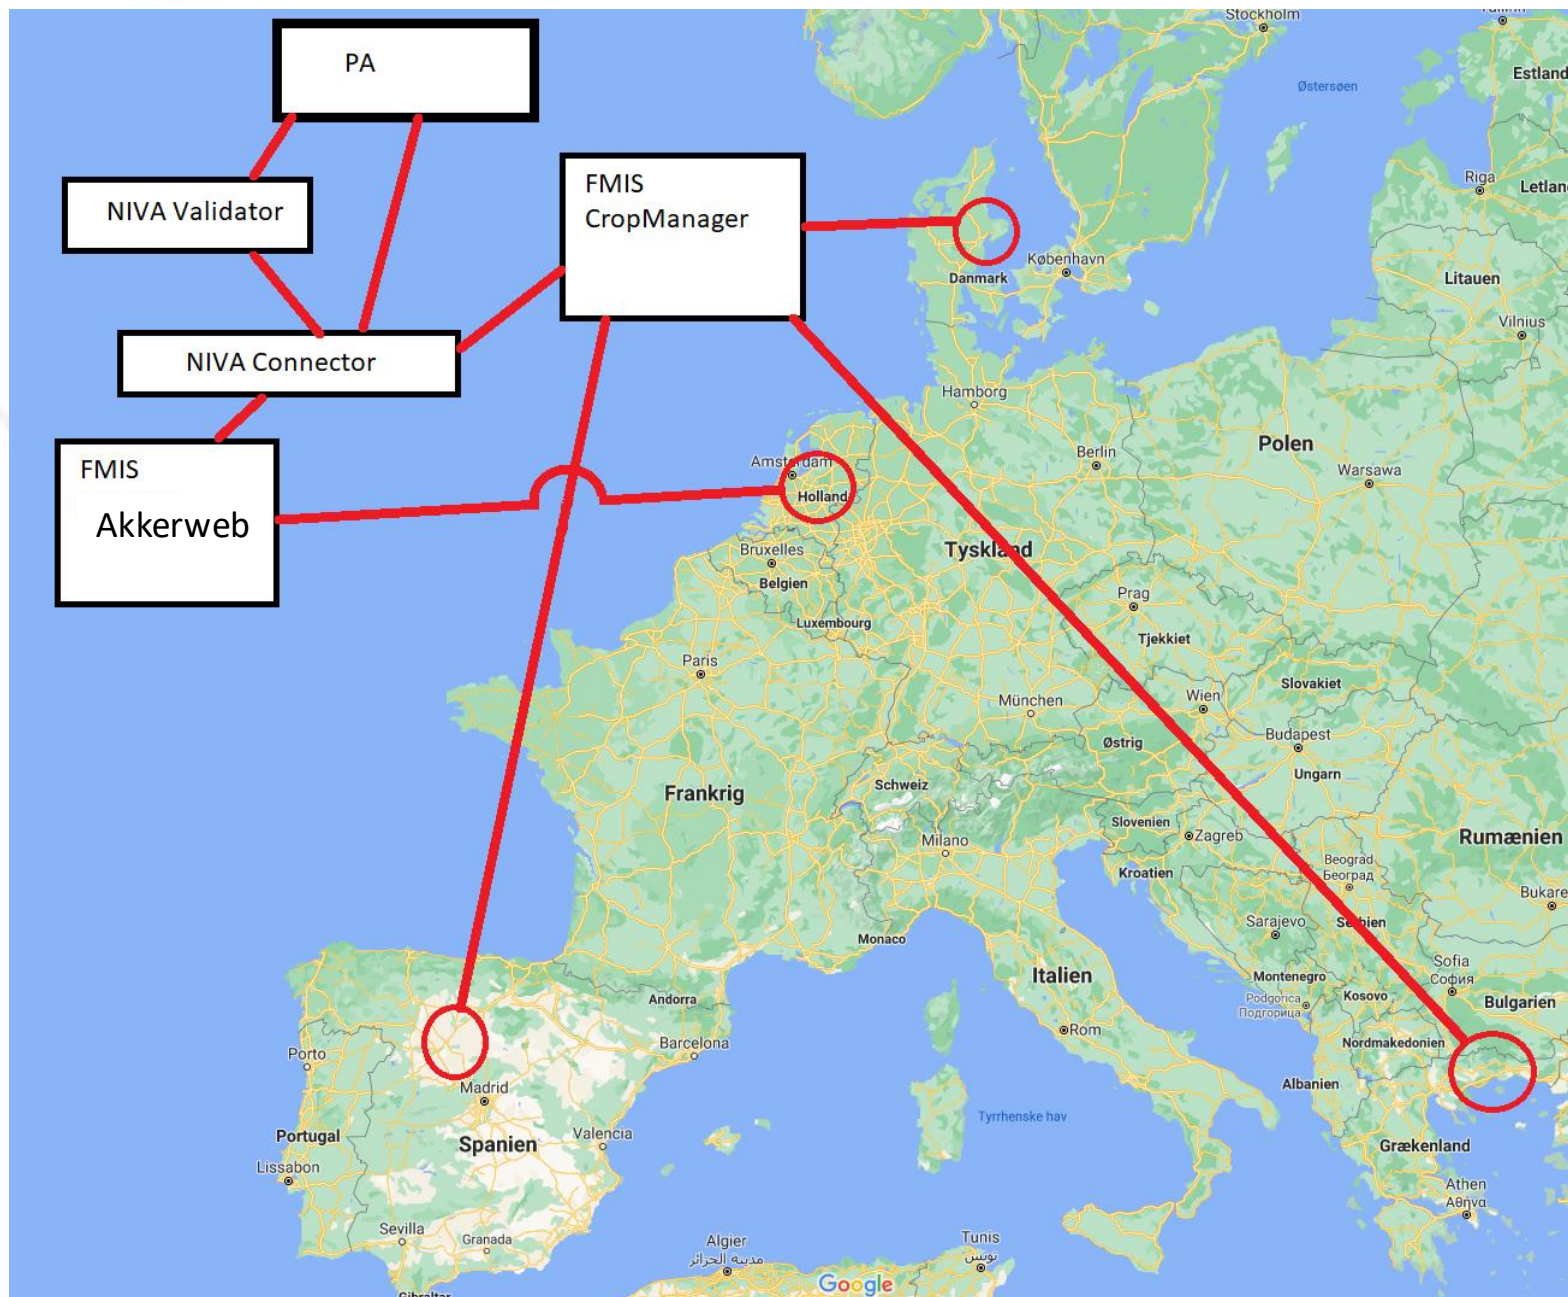 PA
NIVA Validator
NIVA Connector
FMIS
Akkerweb
FMIS
CropManager
Stockholm
Østersøen
Estland
Riga
Letland
København
Danmark
Litauen
Vilnius
Hamborg
Polen
Berlin
Warsawa
Amsterdam
Holland
Bruxelles
Belgien
Tyskland
Luxembourg
Prag
Tjekkiet
Paris
Slovakiet
München
Wien
Østrig
Budapest
Ungarn
Frankrig
Schweiz
Slovenien
Zagreb
Milano
Rumænien
Kroatien
Beograd
Београд
Bukare
Sarajevo
Serbien
Monaco
Sofia
София
Italien
Montenegro
Kosovo
Bulgarien
Podgorica
Подгорица
Andorra
Rom
Nordmakedonien
Barcelona
Porto
Madrid
Albanien
Tyrrhenske hav
Portugal
Spanien
Valencia
Grækenland
Lissabon
Athen
Αθήνα
Sevilla
Granada
Algier
مدينة الجزائر
Tunis
تونس
Google
Gibraltar